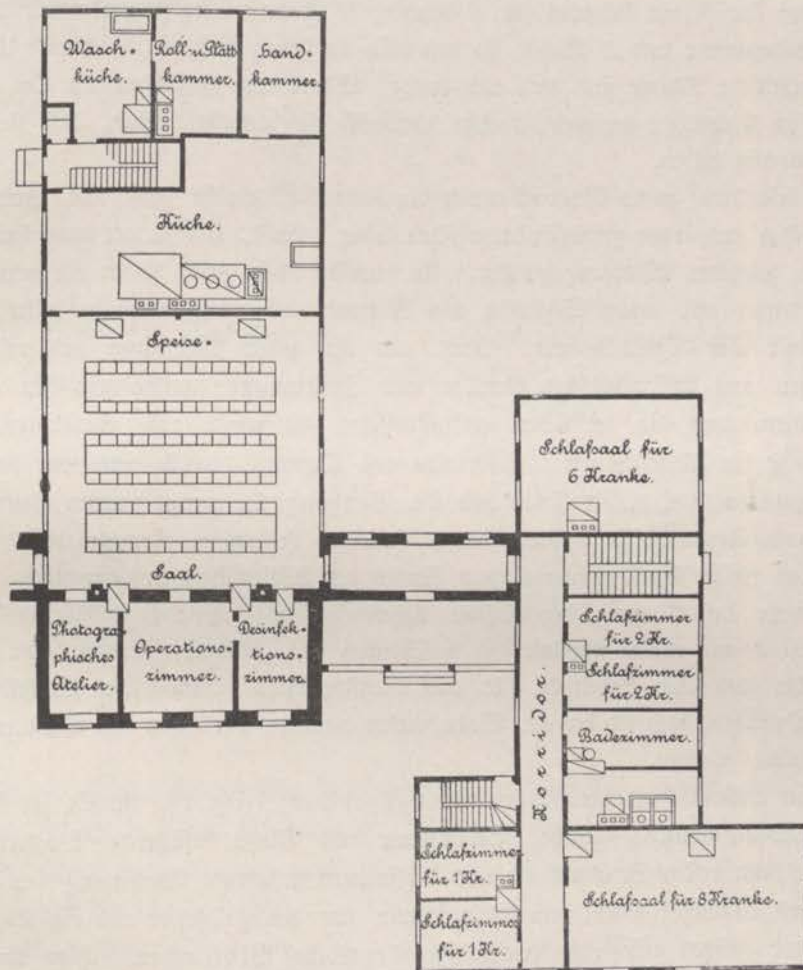 Wasch-
küche.
Roll- u. Plätt
kammer.
Hand-
kammer.
Küche.
Speise-
Saal.
Photogra-
phisches
Atelier.
Operations-
zimmer.
Desinfek-
tions-
zimmer.
Schlafsaal für
6 Kranke.
Schlafzimmer
für 2 Kr.
Schlafzimmer
für 2 Kr.
Badezimmer.
Korridor.
Schlafzimmer
für 1 Kr.
Schlafzimmer
für 1 Kr.
Schlafsaal für 8 Kranke.